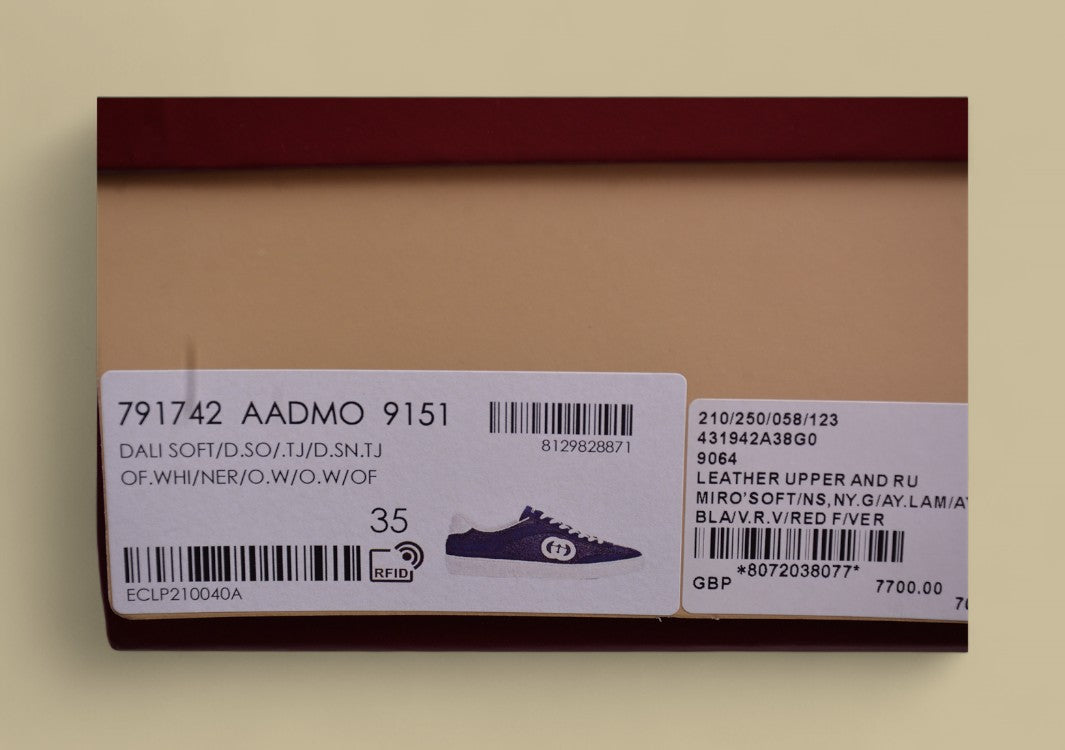 791742 AADMO 9151
8129828871
DALI SOFT/D.SO/.TJ/D.SN.TJ
OF.WHI/NER/O.W/O.W/OF
35
RFID
ECLP210040A
210/250/058/123
431942A38G0
9064
LEATHER UPPER AND RU
MIRO'SOFT/NS,NY.G/AY.LAM/A
BLA/V.R.V/RED F/VER
*8072038077*
GBP 7700.00